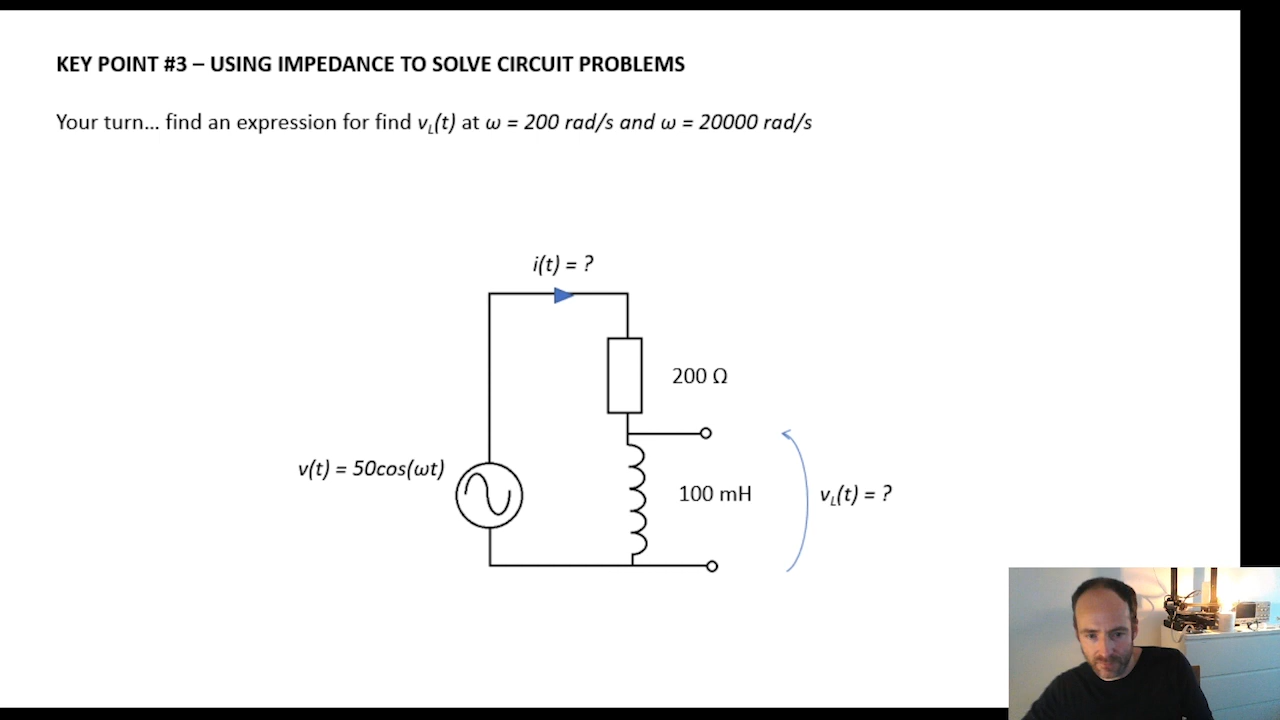 KEY POINT #3 – USING IMPEDANCE TO SOLVE CIRCUIT PROBLEMS
Your turn... find an expression for find vL(t) at ω = 200 rad/s and ω = 20000 rad/s
i(t) = ?
200 Ω
v(t) = 50cos(ωt)
100 mH
vL(t) = ?